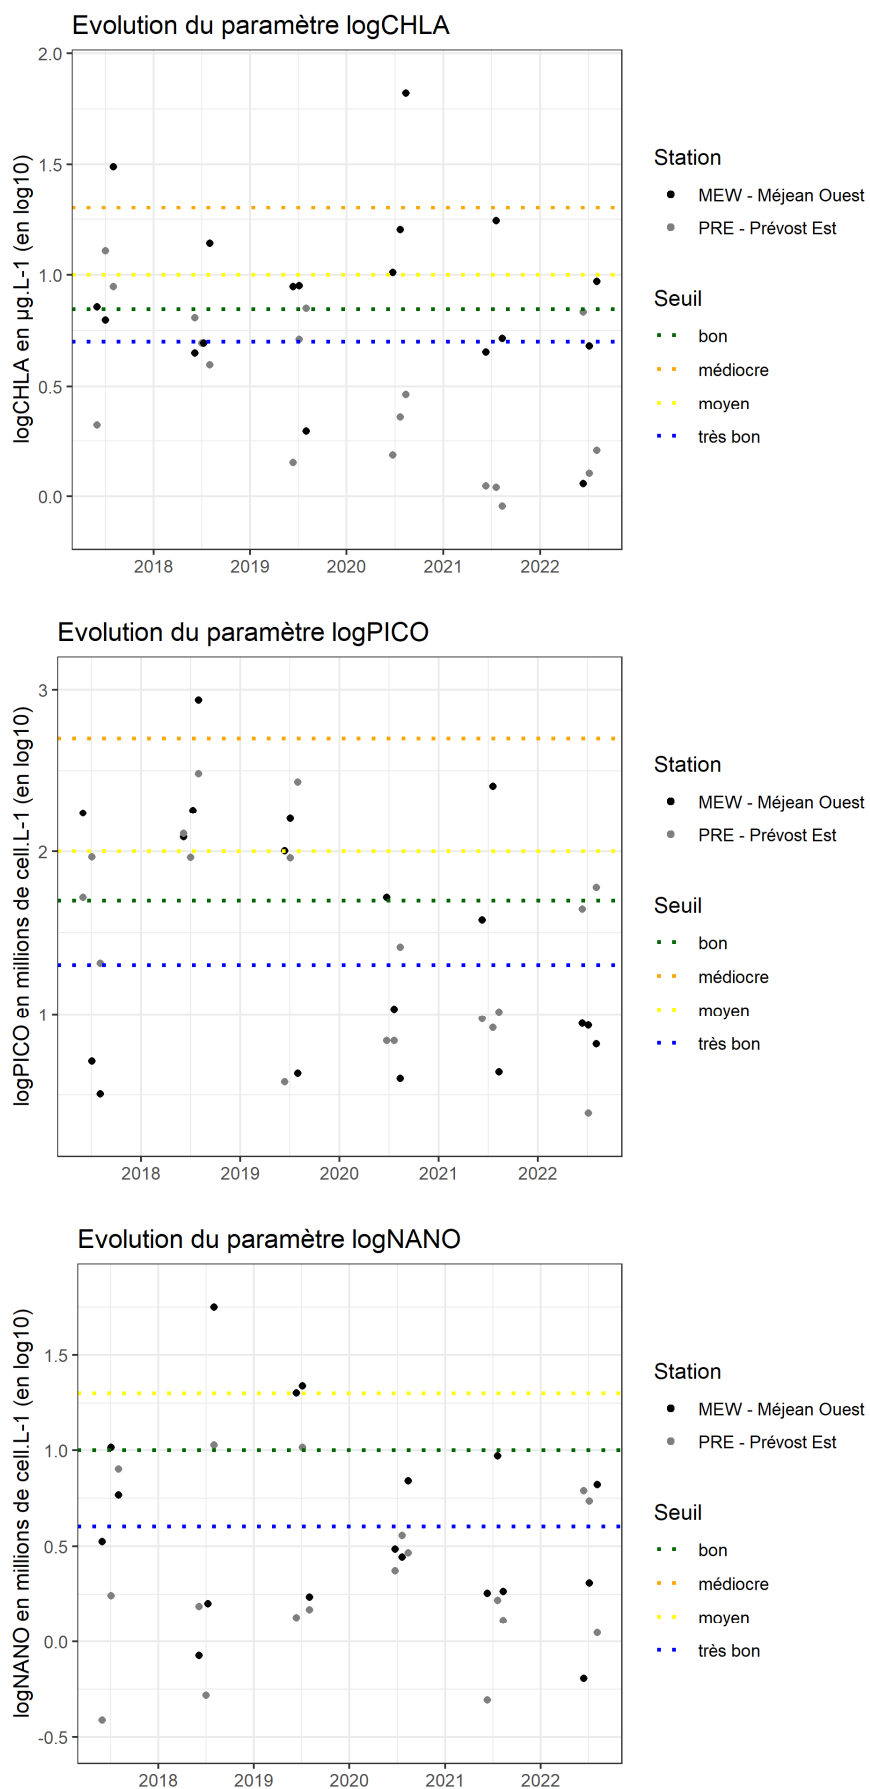 Evolution du paramètre logCHLA
logCHLA en µg.L-1 (en log10)
2.0
1.5
1.0
0.5
0.0
2018 2019 2020 2021 2022
Station
MEW - Méjean Ouest
PRE - Prévost Est
Seuil
bon
médiocre
moyen
très bon
Evolution du paramètre logPICO
logPICO en millions de cell.L-1 (en log10)
3
2
1
2018 2019 2020 2021 2022
Station
MEW - Méjean Ouest
PRE - Prévost Est
Seuil
bon
médiocre
moyen
très bon
Evolution du paramètre logNANO
logNANO en millions de cell.L-1 (en log10)
1.5
1.0
0.5
0.0
-0.5
2018 2019 2020 2021 2022
Station
MEW - Méjean Ouest
PRE - Prévost Est
Seuil
bon
médiocre
moyen
très bon